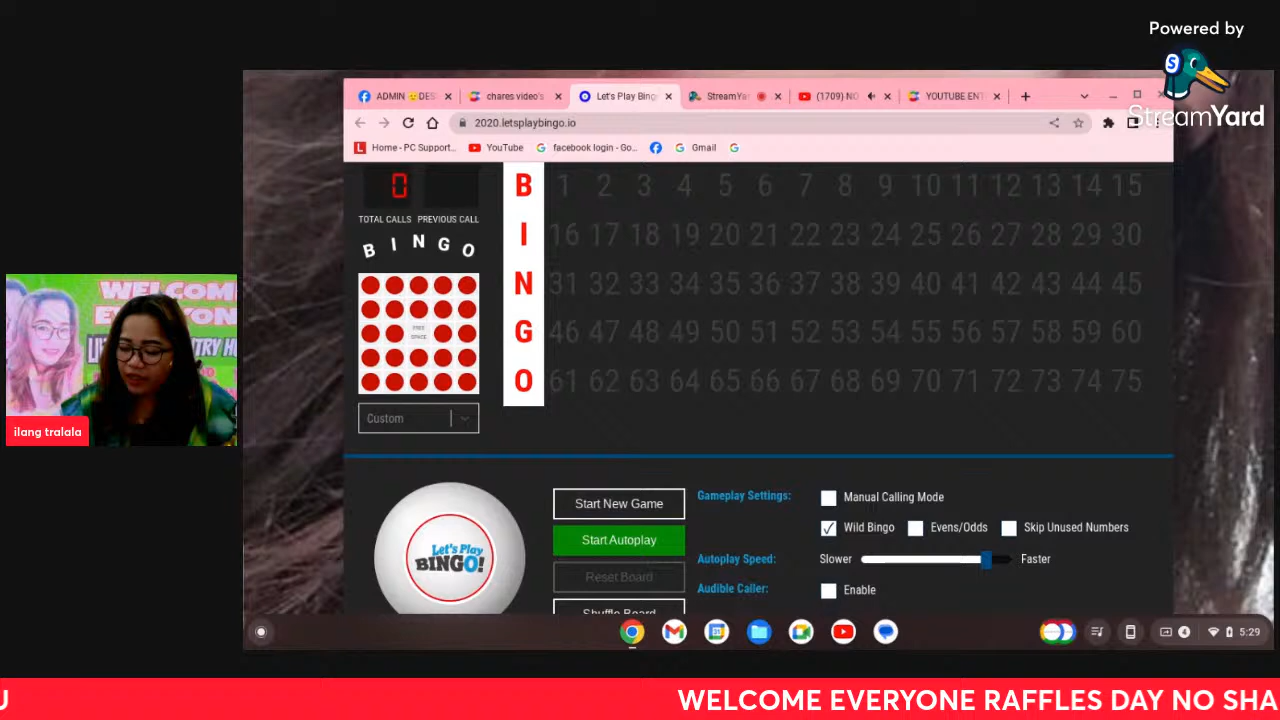 Powered by
StreamYard
ADMIN 🙂DES
chares video's
Let's Play Bing
StreamYa
(1709) NO
YOUTUBE ENT
2020.letsplaybingo.io
Home - PC Support...
YouTube
facebook login - Go...
Gmail
0
TOTAL CALLS PREVIOUS CALL
B I N G O
FREE SPACE
Custom
B 1 2 3 4 5 6 7 8 9 10 11 12 13 14 15
I 16 17 18 19 20 21 22 23 24 25 26 27 28 29 30
N 31 32 33 34 35 36 37 38 39 40 41 42 43 44 45
G 46 47 48 49 50 51 52 53 54 55 56 57 58 59 60
O 61 62 63 64 65 66 67 68 69 70 71 72 73 74 75
Let's Play
BINGO!
Start New Game
Start Autoplay
Reset Board
Shuffle Board
Gameplay Settings:
Manual Calling Mode
Wild Bingo
Evens/Odds
Skip Unused Numbers
Autoplay Speed:
Slower
Faster
Audible Caller:
Enable
4
5:29
ilang tralala
U
WELCOME EVERYONE RAFFLES DAY NO SHA